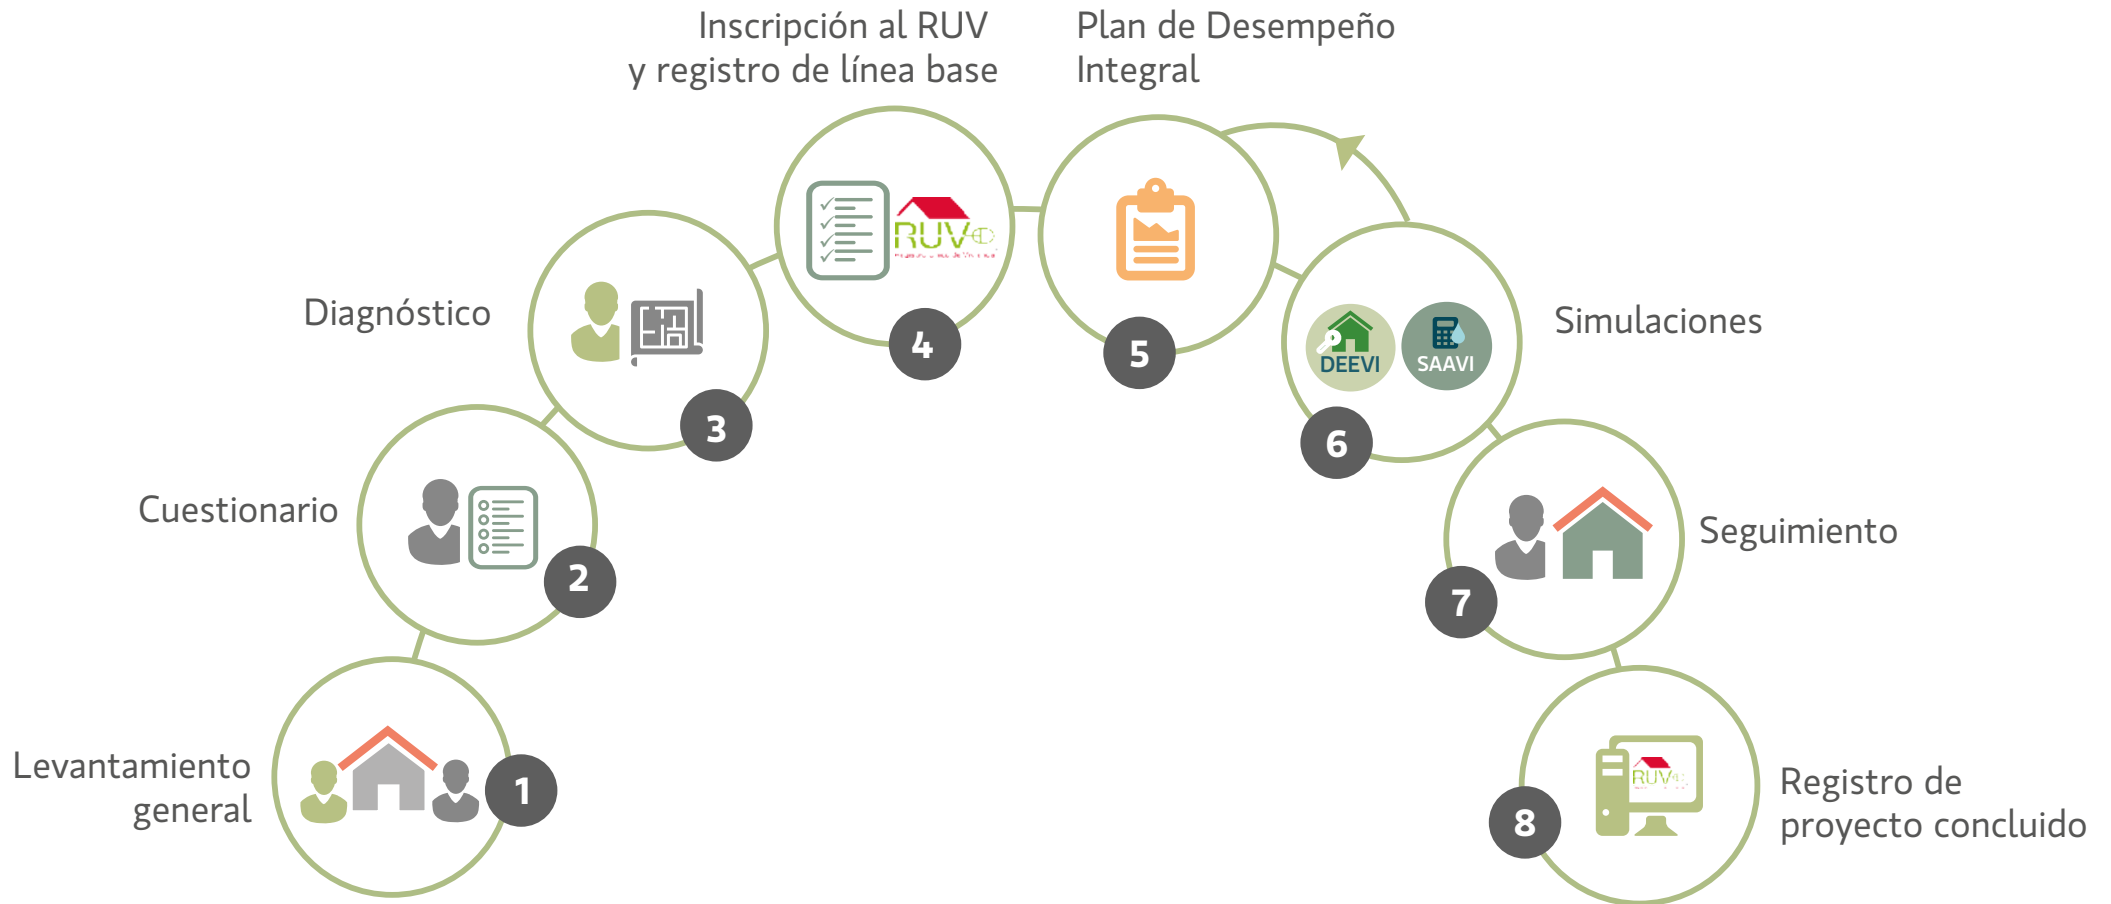 Inscripción al RUV
y registro de línea base
Plan de Desempeño
Integral
RUV
4
5
Diagnóstico
3
DEEVI
SAAVI
6
Simulaciones
Cuestionario
2
Seguimiento
7
Levantamiento
general
1
RUV
8
Registro de
proyecto concluido